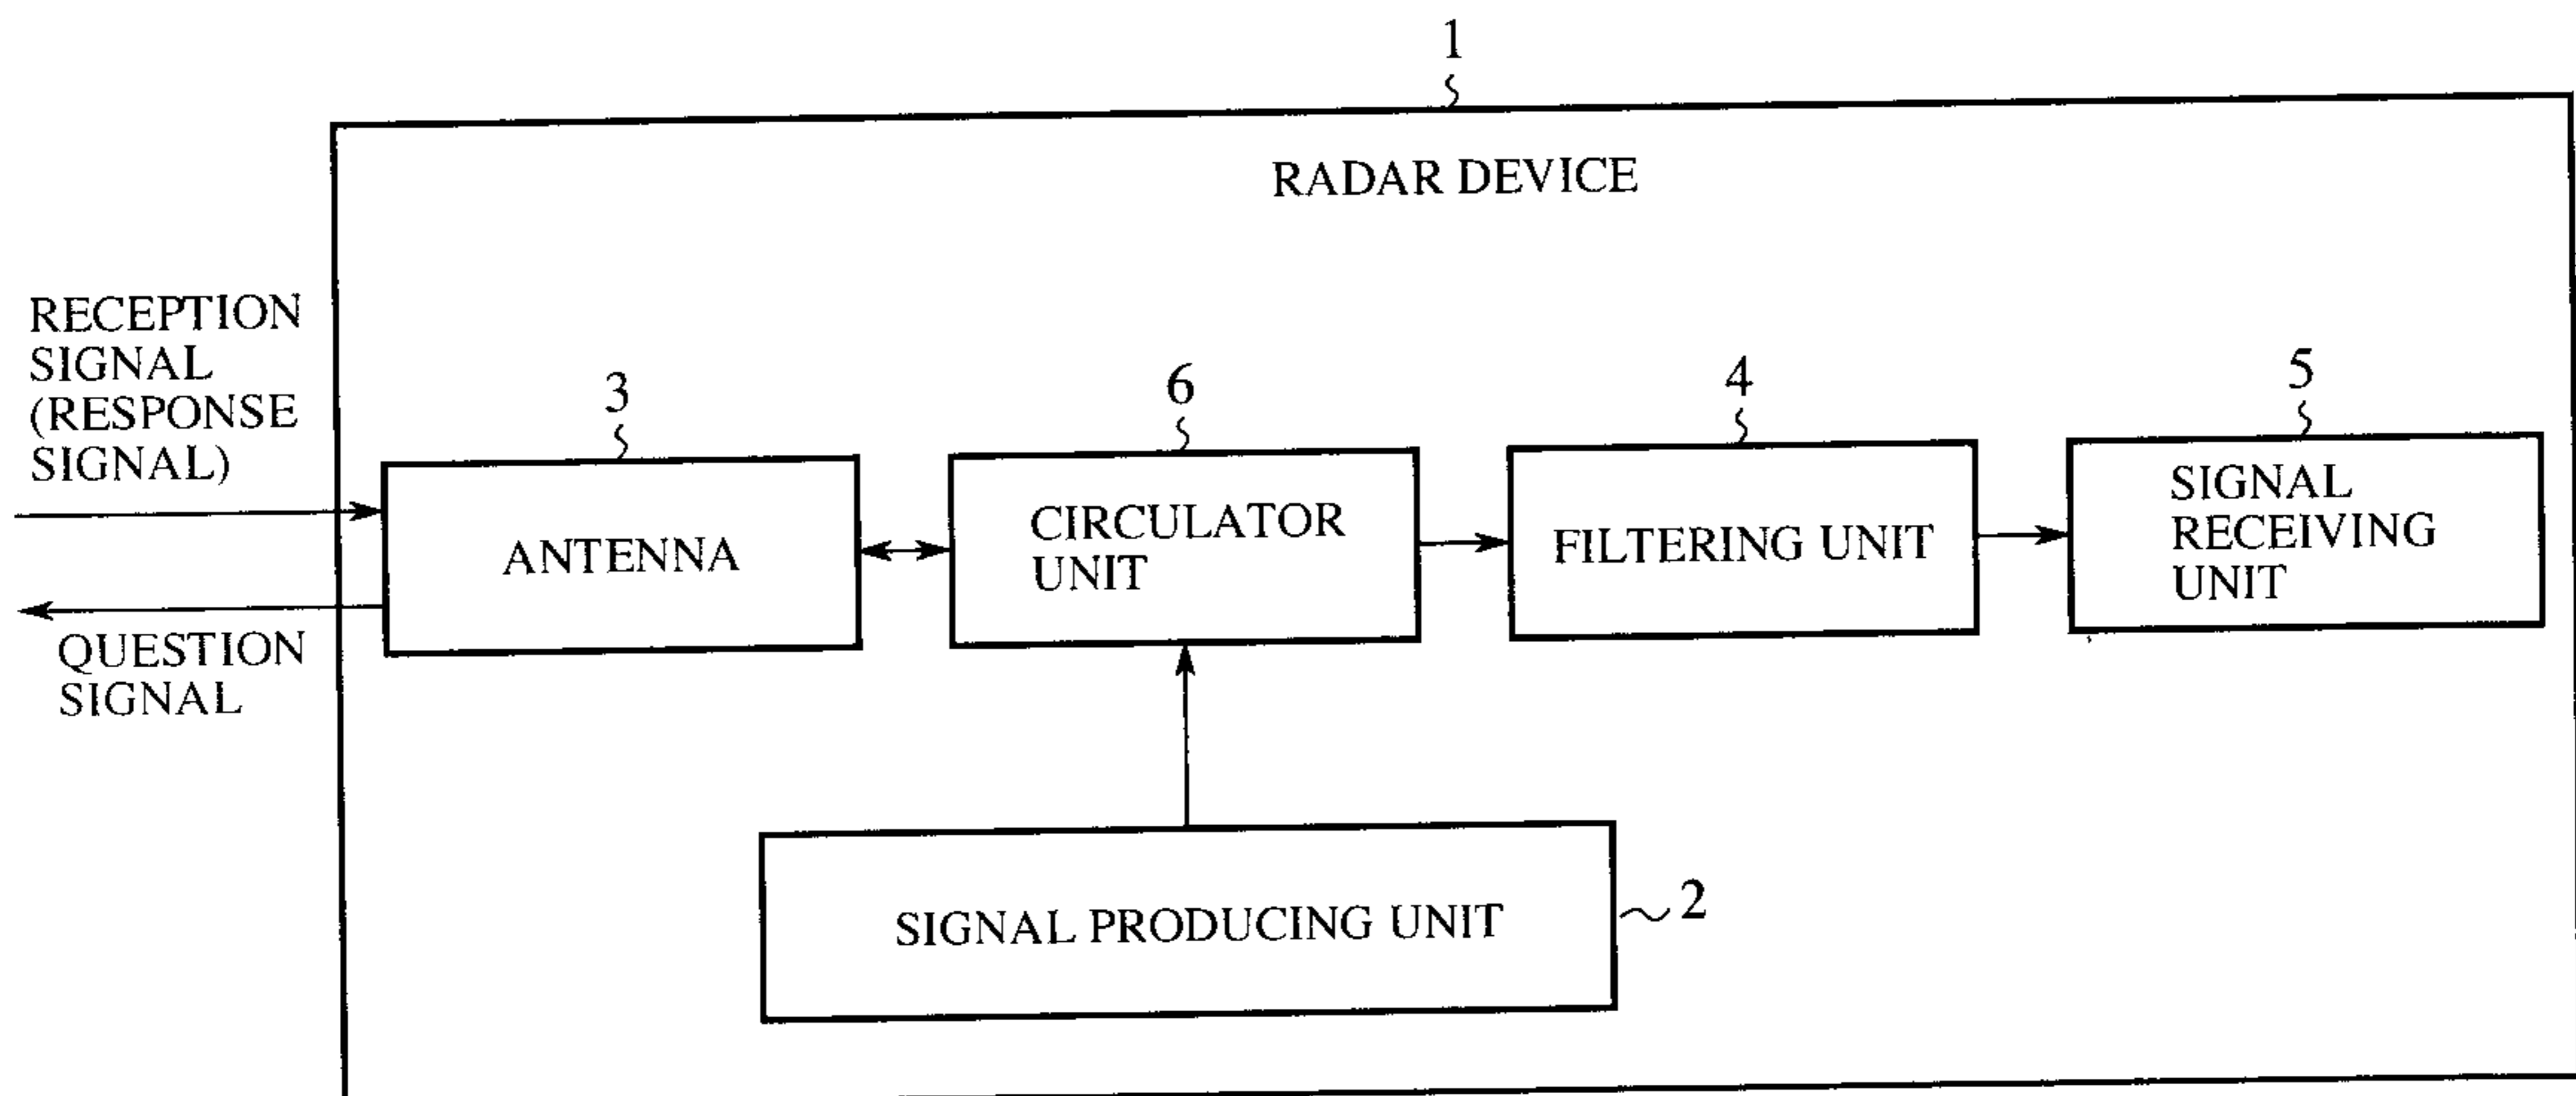 1
RADAR DEVICE
RECEPTION
SIGNAL
(RESPONSE
SIGNAL)
QUESTION
SIGNAL
3
ANTENNA
6
CIRCULATOR
UNIT
4
FILTERING UNIT
5
SIGNAL
RECEIVING
UNIT
SIGNAL PRODUCING UNIT
2